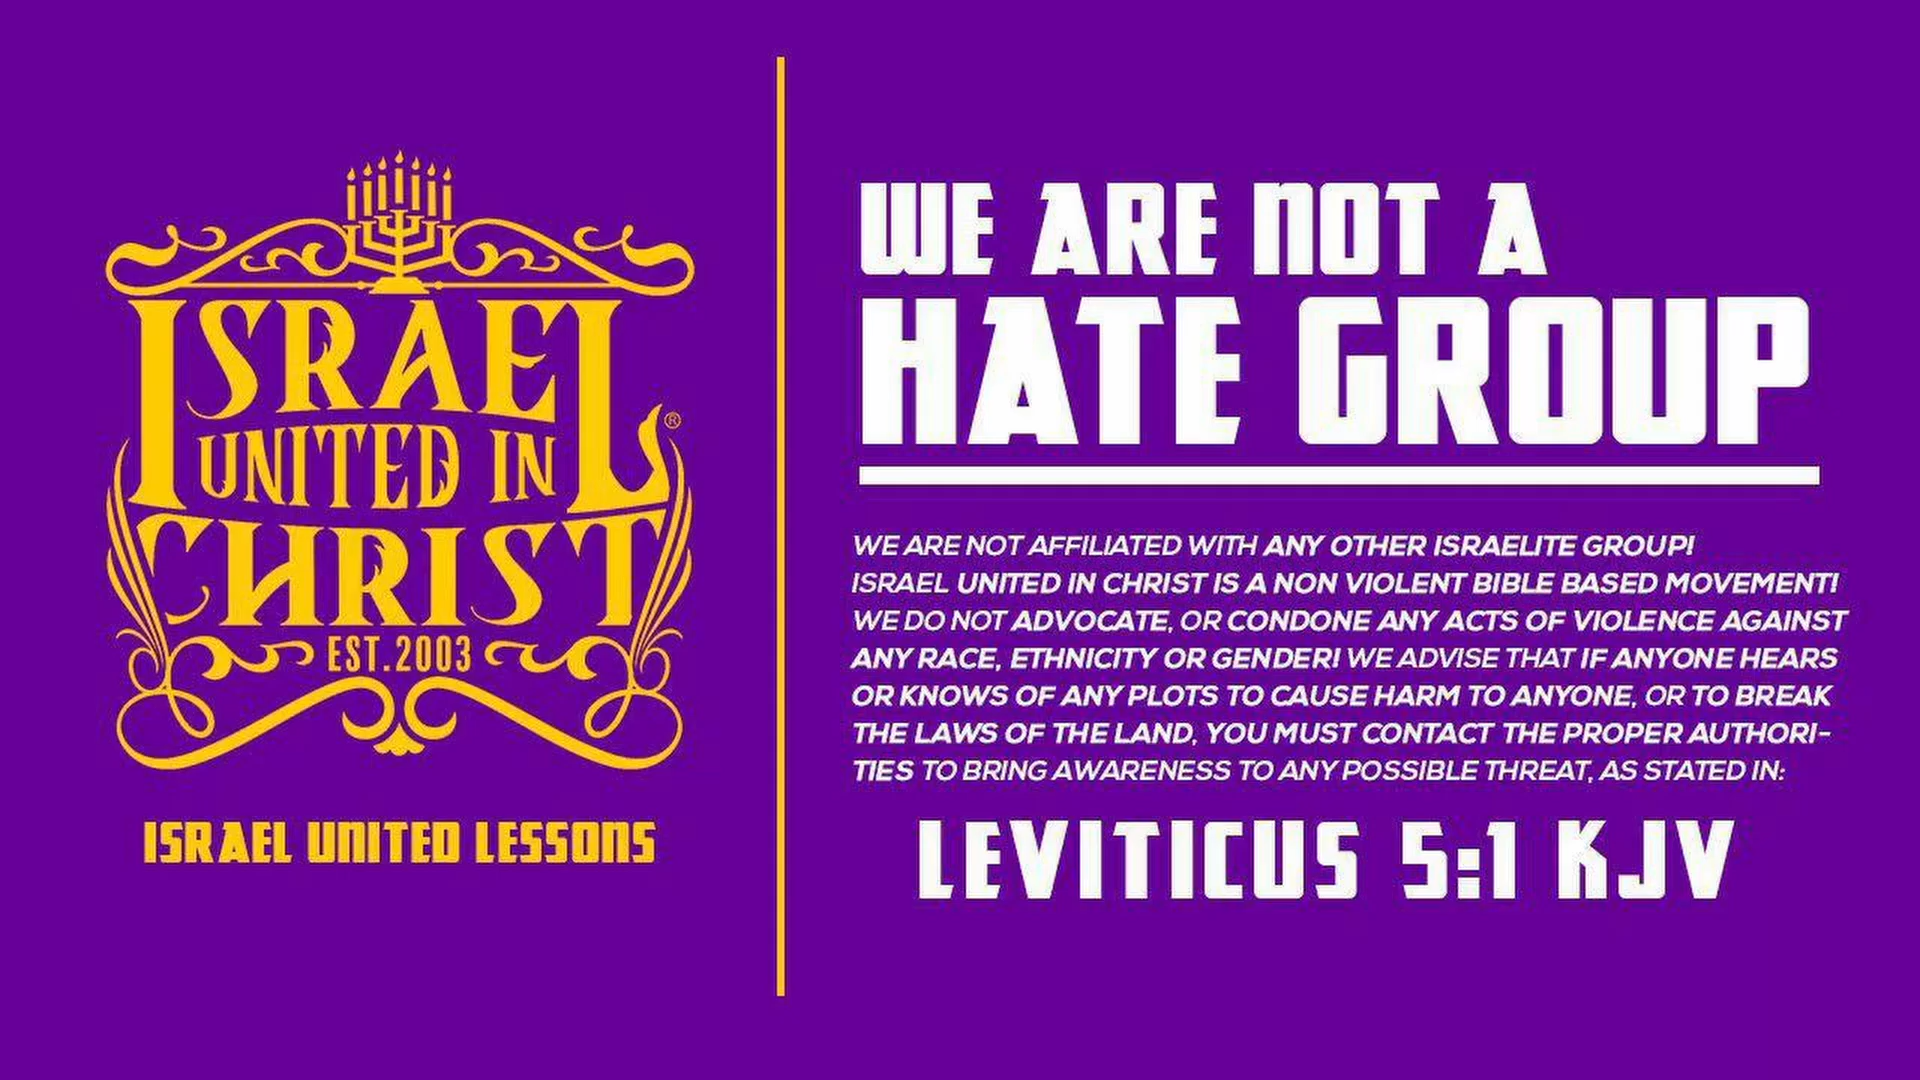 ISRAEL
UNITED IN
CHRIST
®
EST.2003
ISRAEL UNITED LESSONS
WE ARE NOT A
HATE GROUP
WE ARE NOT AFFILIATED WITH ANY OTHER ISRAELITE GROUP!
ISRAEL UNITED IN CHRIST IS A NON VIOLENT BIBLE BASED MOVEMENT!
WE DO NOT ADVOCATE, OR CONDONE ANY ACTS OF VIOLENCE AGAINST
ANY RACE, ETHNICITY OR GENDER! WE ADVISE THAT IF ANYONE HEARS
OR KNOWS OF ANY PLOTS TO CAUSE HARM TO ANYONE, OR TO BREAK
THE LAWS OF THE LAND, YOU MUST CONTACT THE PROPER AUTHORI-
TIES TO BRING AWARENESS TO ANY POSSIBLE THREAT, AS STATED IN:
LEVITICUS 5:1 KJV